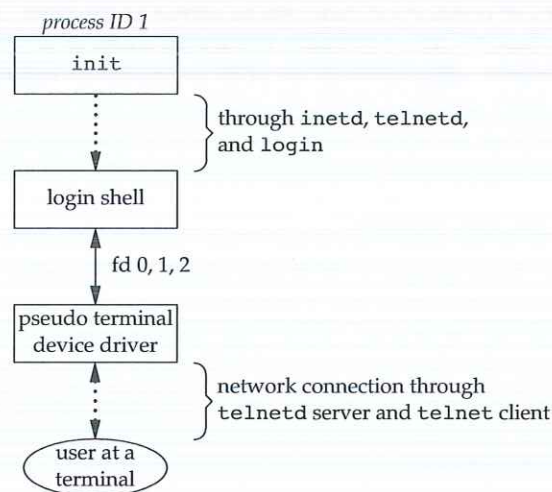 process ID 1
init
through inetd, telnetd,
and login
login shell
fd 0, 1, 2
pseudo terminal
device driver
network connection through
telnetd server and telnet client
user at a
terminal